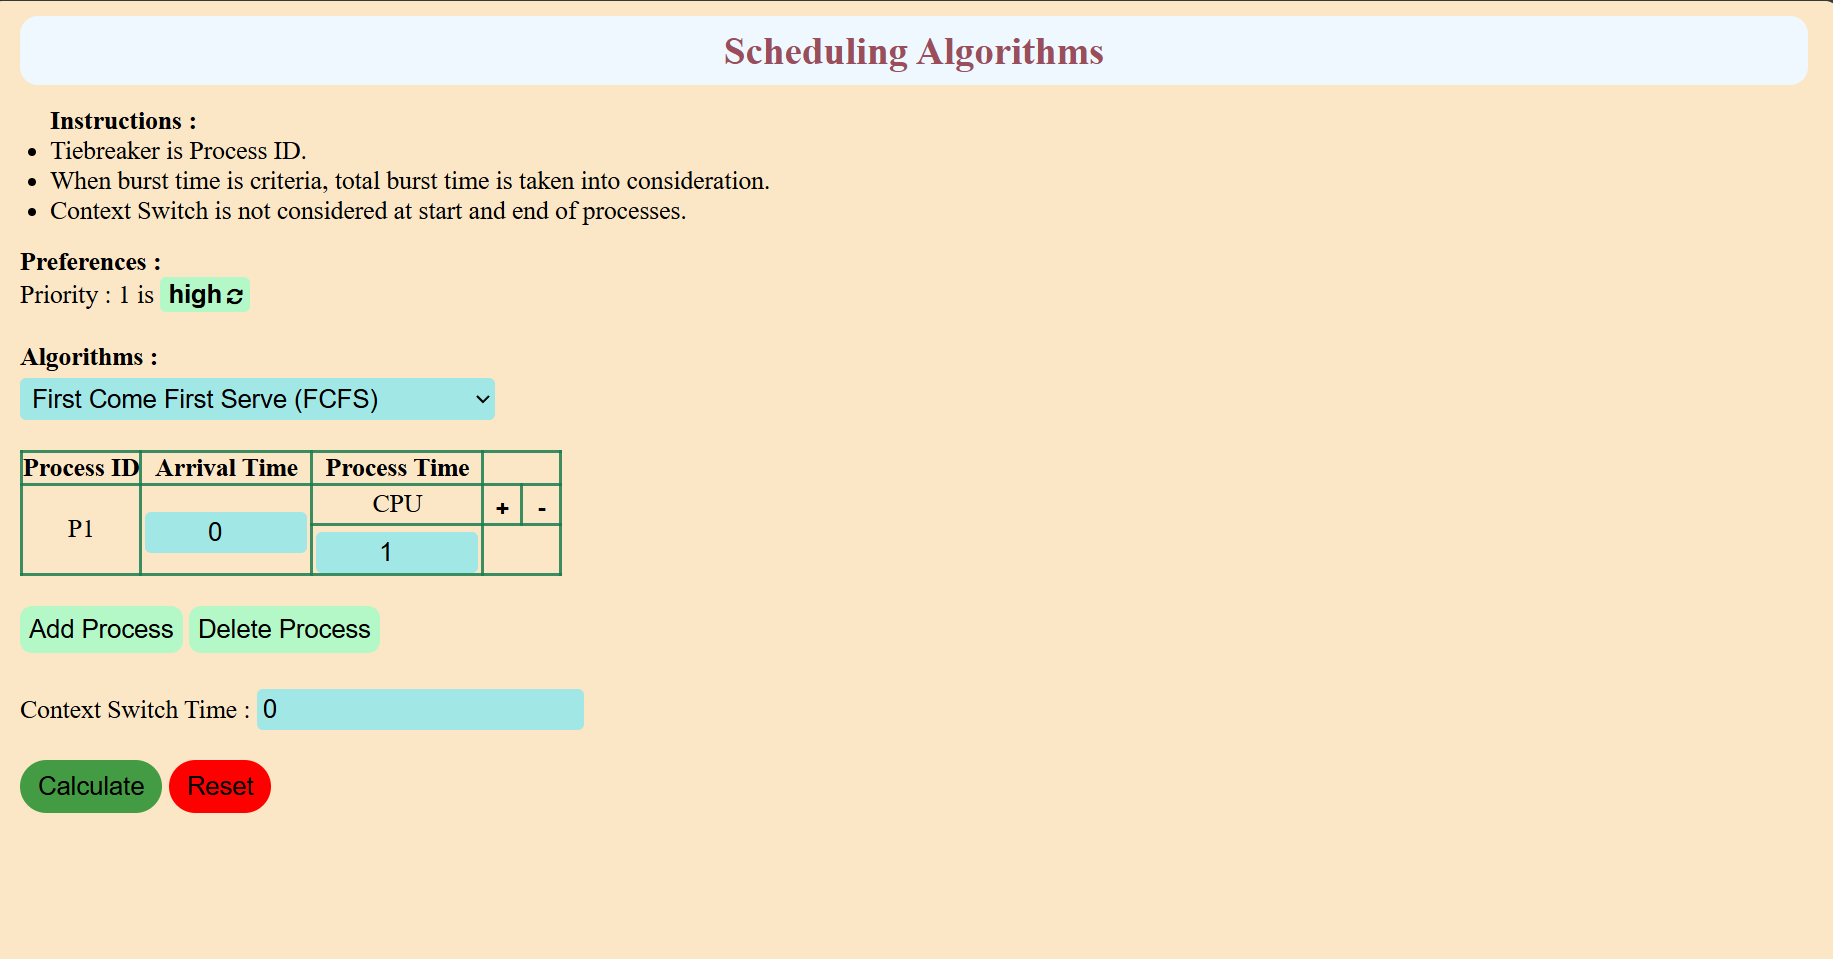 Scheduling Algorithms
Instructions :
Tiebreaker is Process ID.
When burst time is criteria, total burst time is taken into consideration.
Context Switch is not considered at start and end of processes.
Preferences :
Priority : 1 is high
Algorithms :
First Come First Serve (FCFS)
Process ID Arrival Time Process Time
P1 0 CPU + -
1
Add Process Delete Process
Context Switch Time : 0
Calculate Reset